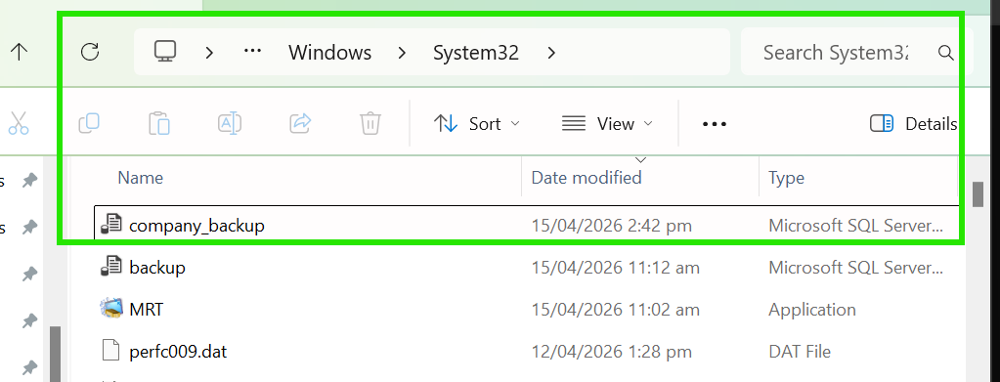 Windows System32 Search System32
Sort View Details
Name Date modified Type
company_backup 15/04/2026 2:42 pm Microsoft SQL Server...
backup 15/04/2026 11:12 am Microsoft SQL Server...
MRT 15/04/2026 11:02 am Application
perfc009.dat 12/04/2026 1:28 pm DAT File